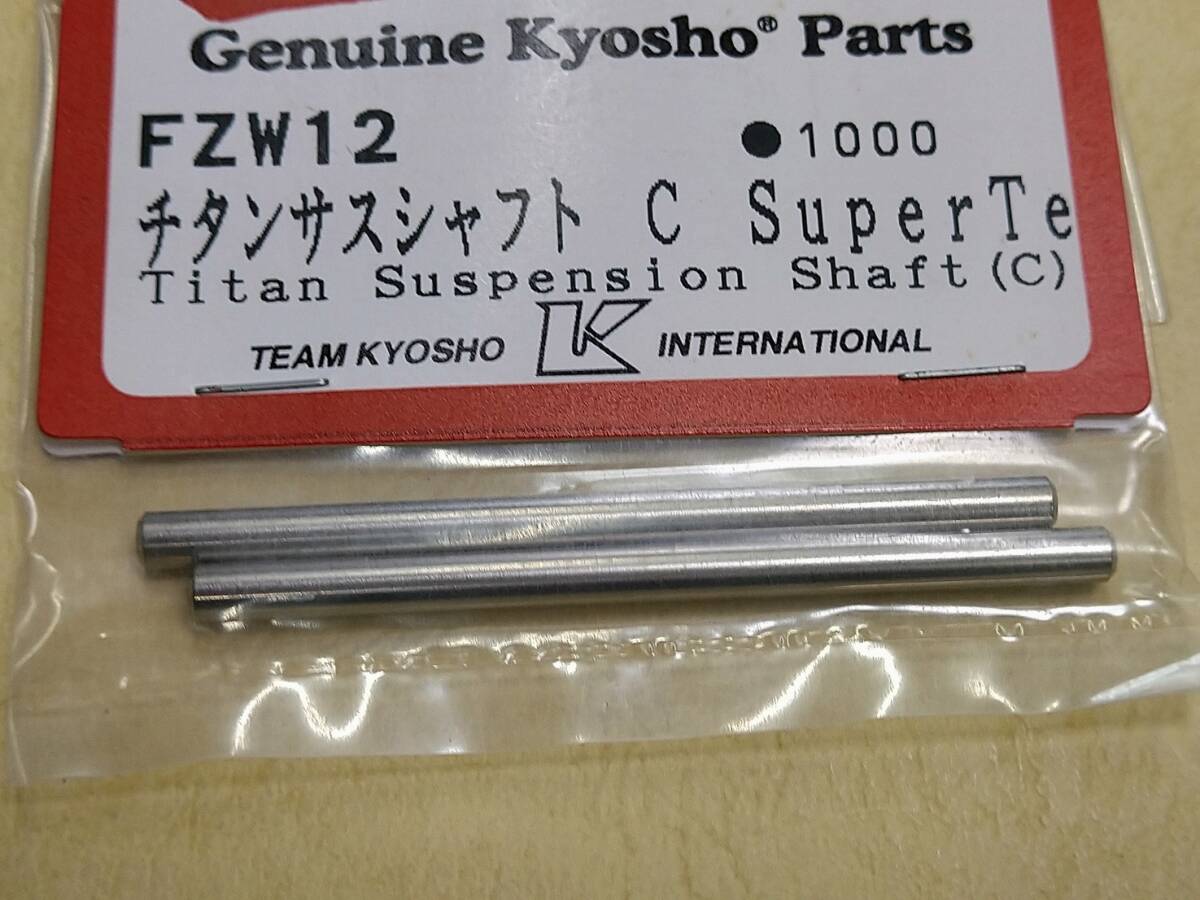 Genuine Kyosho® Parts
FZW12 ●1000
チタンサスシャフト C SuperTe
Titan Suspension Shaft(C)
TEAM KYOSHO K INTERNATIONAL